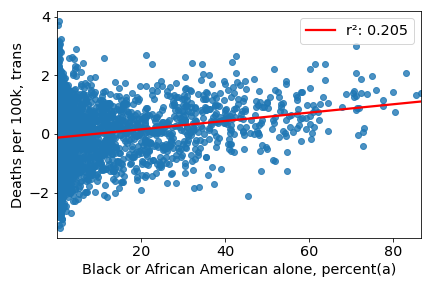 4
2
0
−2
Deaths per 100k, trans
r²: 0.205
20 40 60 80
Black or African American alone, percent(a)